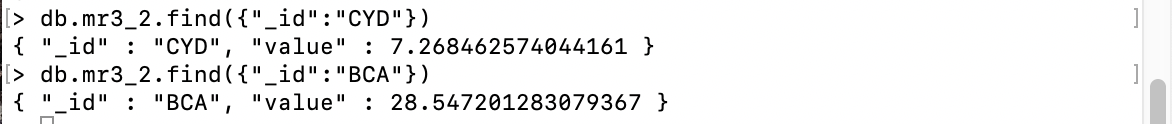 [> db.mr3_2.find({"_id":"CYD"}) ]
{ "_id" : "CYD", "value" : 7.268462574044161 }
[> db.mr3_2.find({"_id":"BCA"}) ]
{ "_id" : "BCA", "value" : 28.547201283079367 }